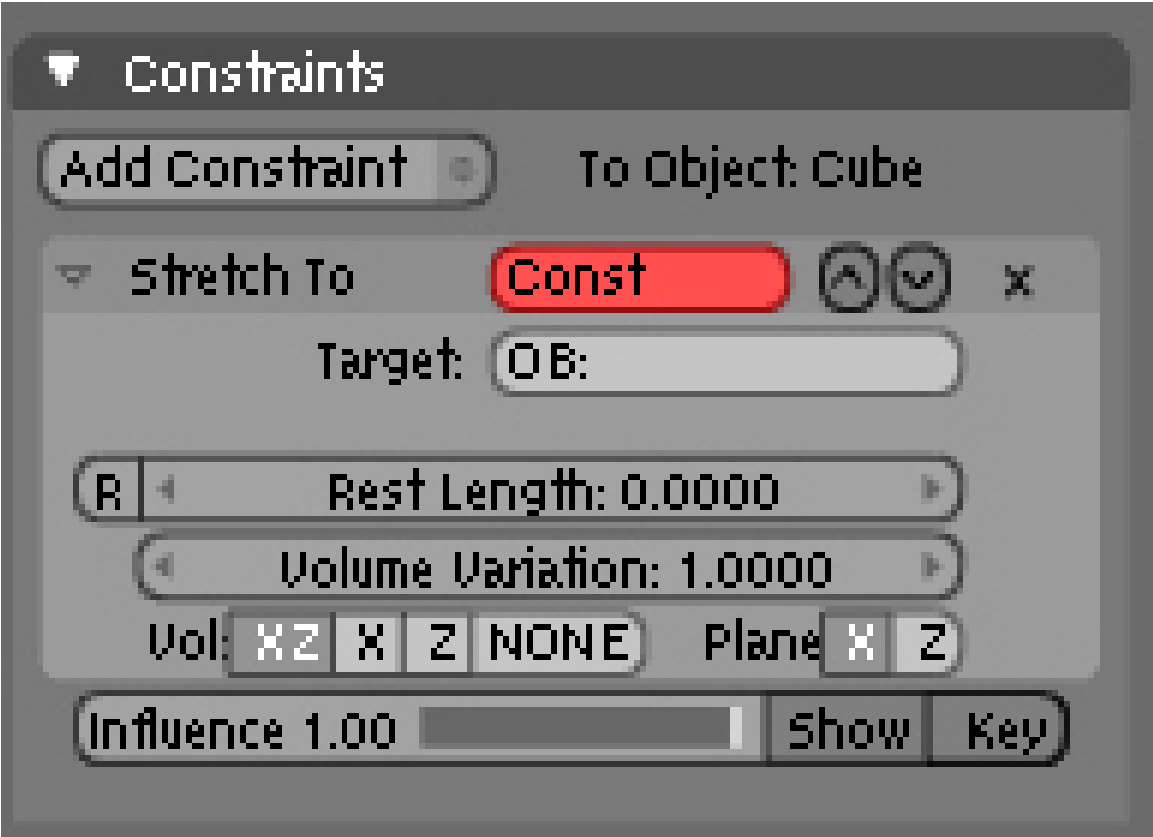 Constraints
Add Constraint To Object: Cube
Stretch To Const x
Target: OB:
R Rest Length: 0.0000
Volume Variation: 1.0000
Vol: XZ X Z NONE Plane X Z
Influence 1.00 Show Key